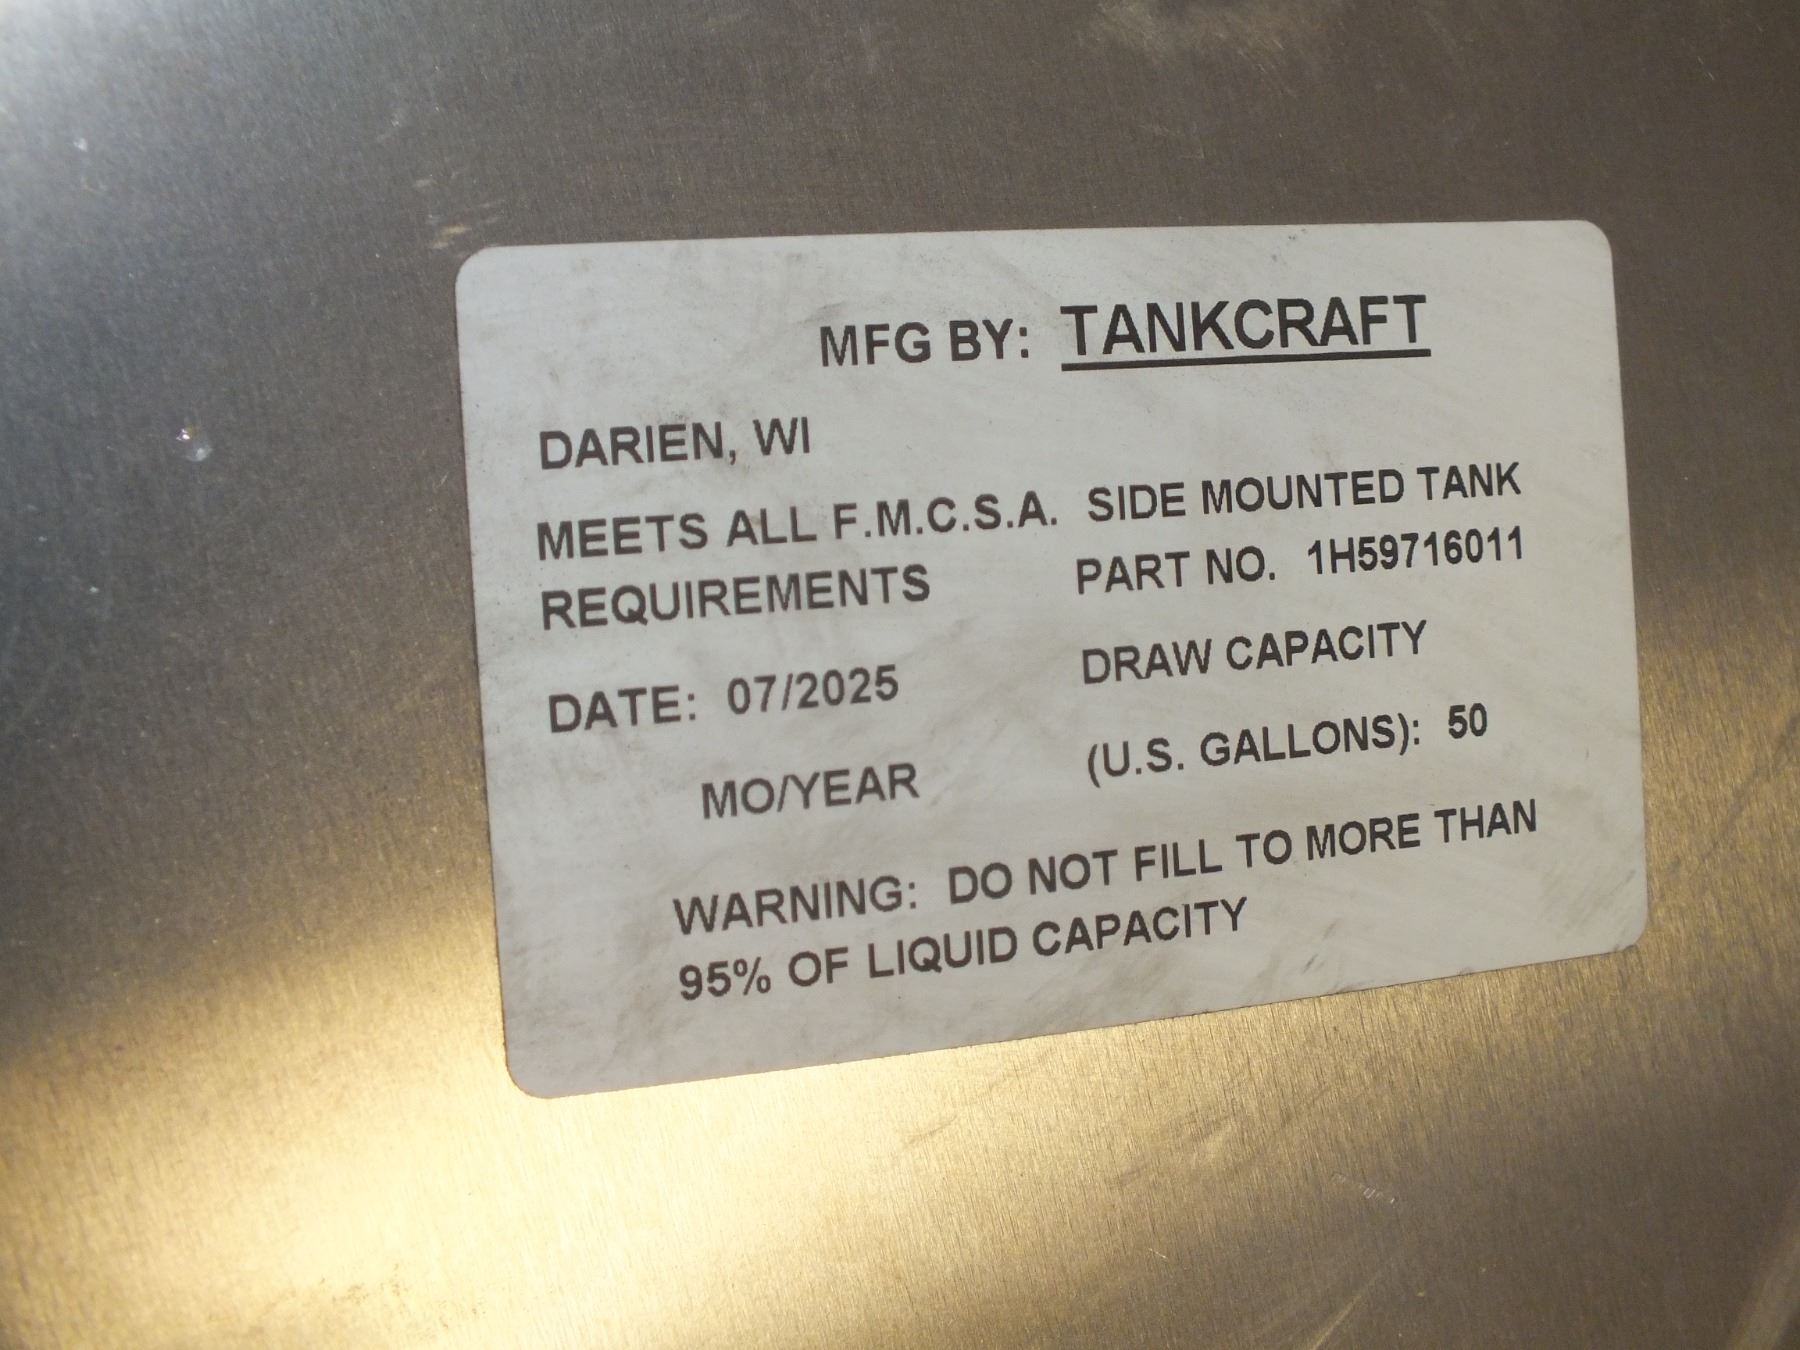 MFG BY: TANKCRAFT
DARIEN, WI
MEETS ALL F.M.C.S.A. SIDE MOUNTED TANK
REQUIREMENTS PART NO. 1H59716011
DATE: 07/2025 DRAW CAPACITY
MO/YEAR (U.S. GALLONS): 50
WARNING: DO NOT FILL TO MORE THAN
95% OF LIQUID CAPACITY